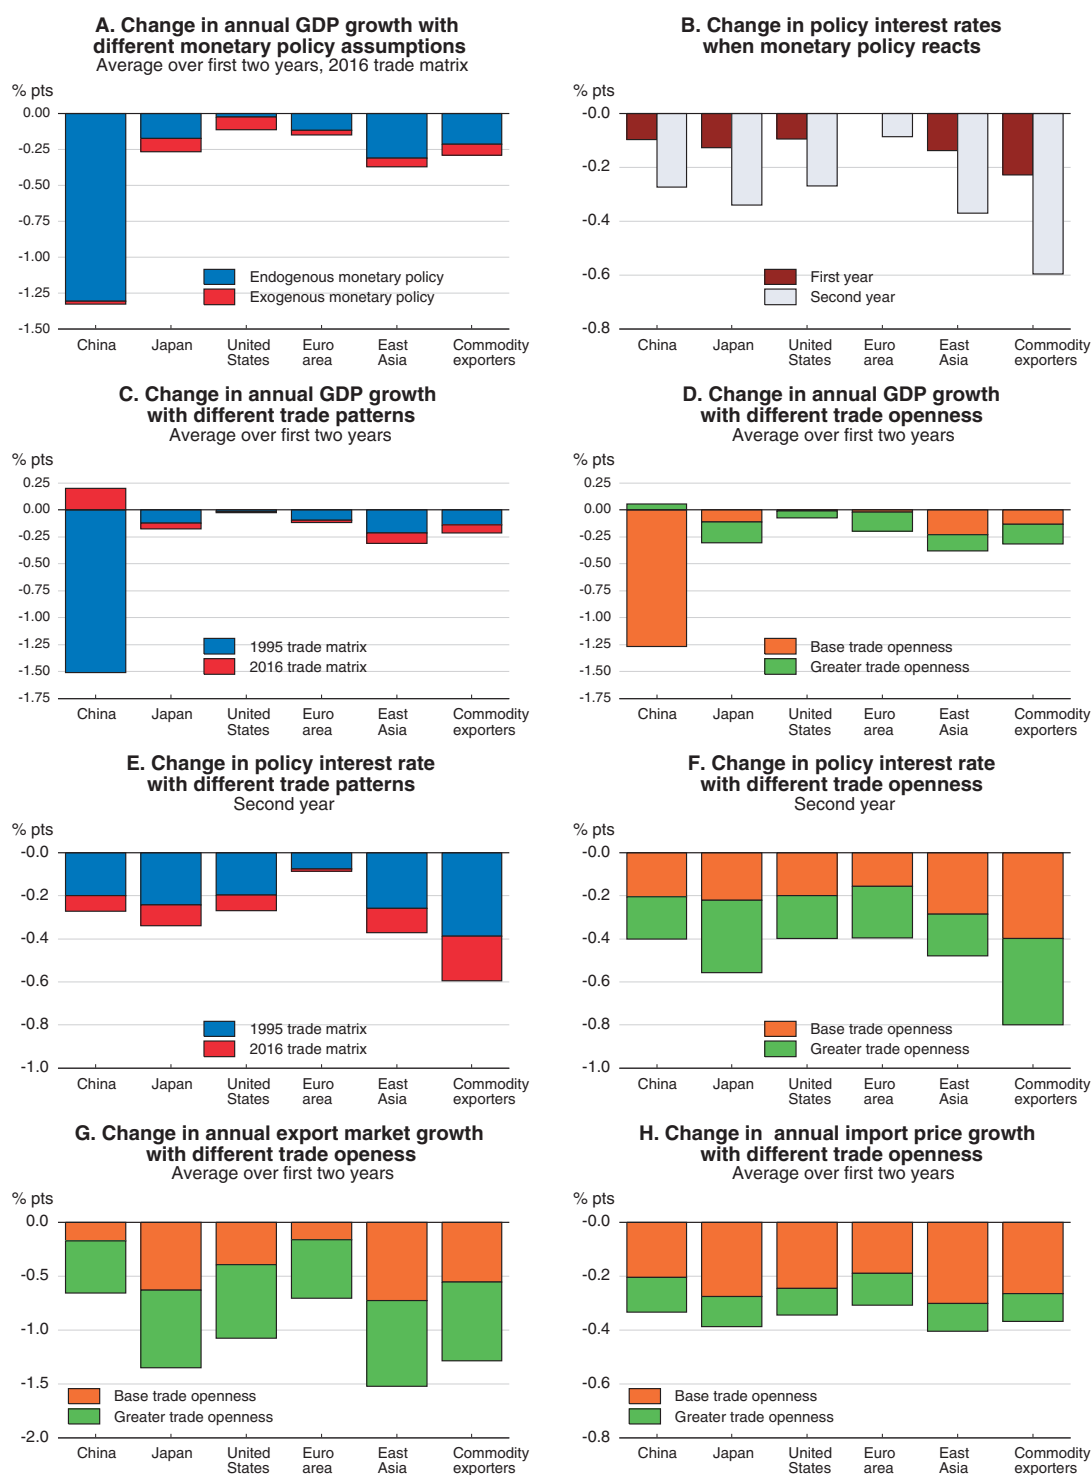 A. Change in annual GDP growth with
different monetary policy assumptions
Average over first two years, 2016 trade matrix
% pts
0.00
-0.25
-0.50
-0.75
-1.00
-1.25
-1.50
Endogenous monetary policy
Exogenous monetary policy
China Japan United Euro East Commodity
States area Asia exporters
B. Change in policy interest rates
when monetary policy reacts
% pts
-0.0
-0.2
-0.4
-0.6
-0.8
First year
Second year
China Japan United Euro East Commodity
States area Asia exporters
C. Change in annual GDP growth
with different trade patterns
Average over first two years
% pts
0.25
0.00
-0.25
-0.50
-0.75
-1.00
-1.25
-1.50
-1.75
1995 trade matrix
2016 trade matrix
China Japan United Euro East Commodity
States area Asia exporters
D. Change in annual GDP growth
with different trade openness
Average over first two years
% pts
0.25
0.00
-0.25
-0.50
-0.75
-1.00
-1.25
-1.50
-1.75
Base trade openness
Greater trade openness
China Japan United Euro East Commodity
States area Asia exporters
E. Change in policy interest rate
with different trade patterns
Second year
% pts
-0.0
-0.2
-0.4
-0.6
-0.8
-1.0
1995 trade matrix
2016 trade matrix
China Japan United Euro East Commodity
States area Asia exporters
F. Change in policy interest rate
with different trade openness
Second year
% pts
-0.0
-0.2
-0.4
-0.6
-0.8
-1.0
Base trade openness
Greater trade openness
China Japan United Euro East Commodity
States area Asia exporters
G. Change in annual export market growth
with different trade openess
Average over first two years
% pts
0.0
-0.5
-1.0
-1.5
-2.0
Base trade openness
Greater trade openness
China Japan United Euro East Commodity
States area Asia exporters
H. Change in annual import price growth
with different trade openness
Average over first two years
% pts
-0.0
-0.2
-0.4
-0.6
-0.8
Base trade openness
Greater trade openness
China Japan United Euro East Commodity
States area Asia exporters